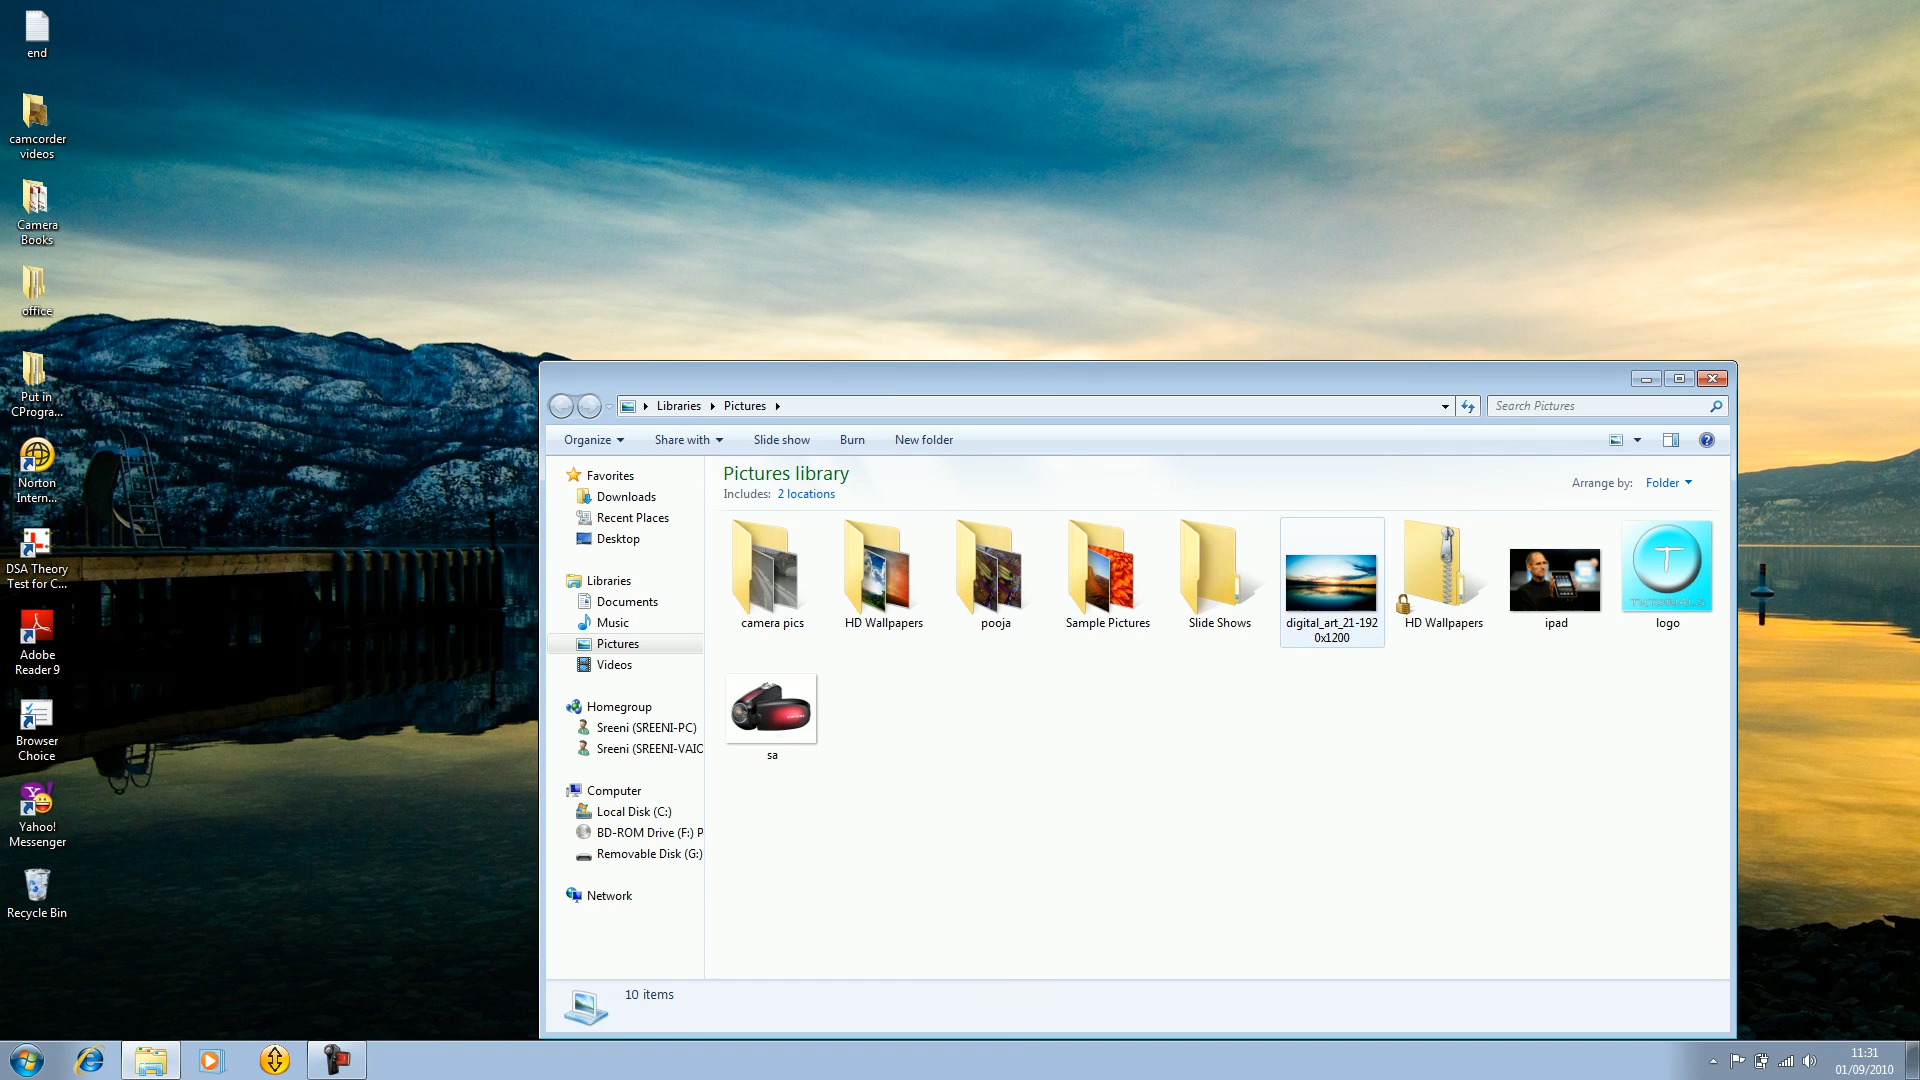 end
camcorder
videos
Camera
Books
office
Put in
CProgra...
Norton
Intern...
DSA Theory
Test for C...
Adobe
Reader 9
Browser
Choice
Yahoo!
Messenger
Recycle Bin
Libraries Pictures
Search Pictures
Organize Share with Slide show Burn New folder
Favorites
Downloads
Recent Places
Desktop
Libraries
Documents
Music
Pictures
Videos
Homegroup
Sreeni (SREENI-PC)
Sreeni (SREENI-VAIO
Computer
Local Disk (C:)
BD-ROM Drive (F:) P
Removable Disk (G:)
Network
Pictures library
Includes: 2 locations
Arrange by: Folder
camera pics
HD Wallpapers
pooja
Sample Pictures
Slide Shows
digital_art_21-192
0x1200
HD Wallpapers
ipad
T
TUTORIALS
logo
sa
10 items
11:31
01/09/2010